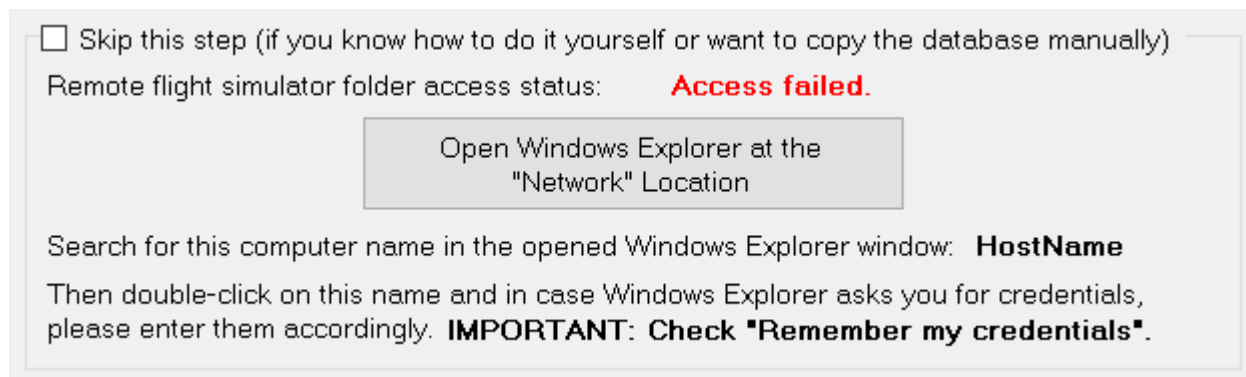 Skip this step (if you know how to do it yourself or want to copy the database manually)
Remote flight simulator folder access status: Access failed.
Open Windows Explorer at the
"Network" Location
Search for this computer name in the opened Windows Explorer window: HostName
Then double-click on this name and in case Windows Explorer asks you for credentials,
please enter them accordingly. IMPORTANT: Check "Remember my credentials".